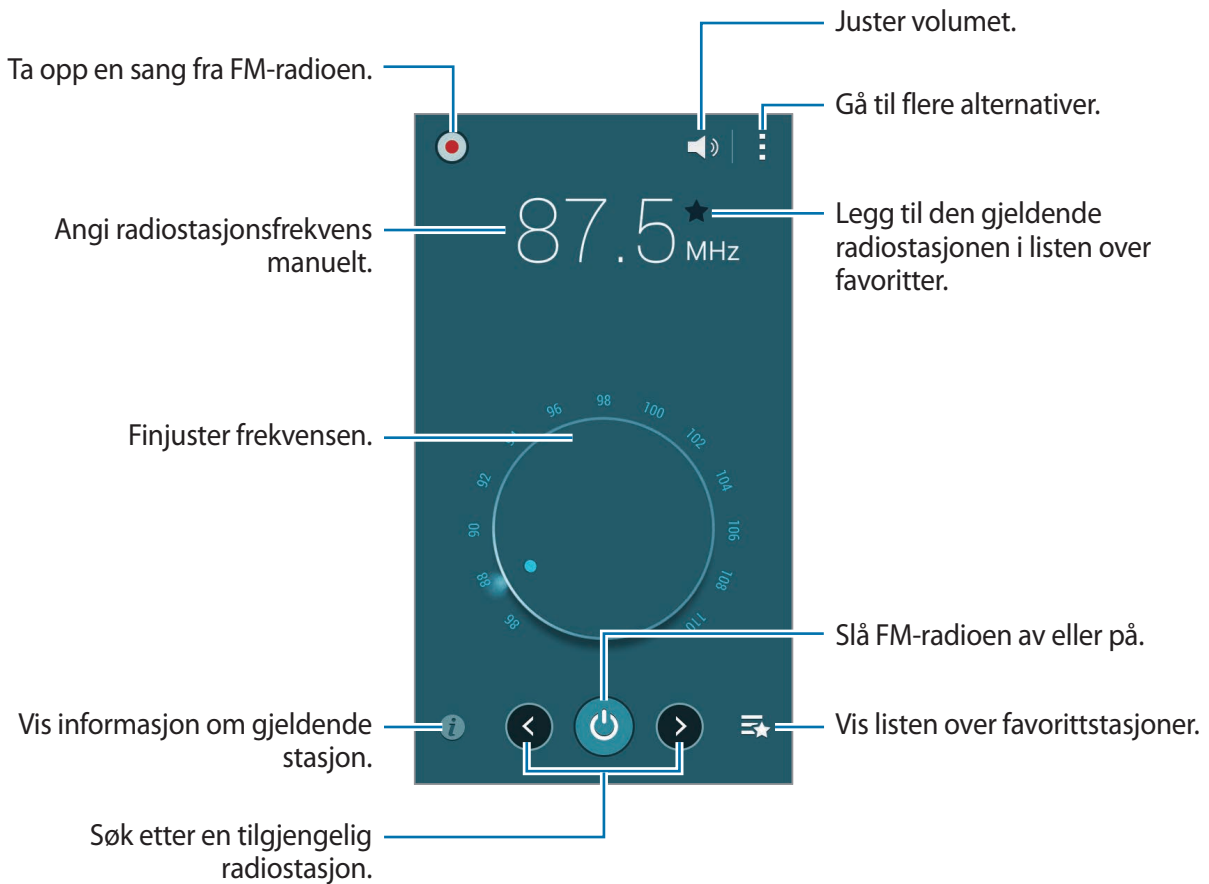 Juster volumet.
Ta opp en sang fra FM-radioen.
Gå til flere alternativer.
87.5
MHz
Angi radiostasjonsfrekvens
manuelt.
Legg til den gjeldende
radiostasjonen i listen over
favoritter.
96
98
100
102
92
104
90
106
88
108
86
110
Finjuster frekvensen.
Slå FM-radioen av eller på.
Vis informasjon om gjeldende
stasjon.
i
Vis listen over favorittstasjoner.
Søk etter en tilgjengelig
radiostasjon.